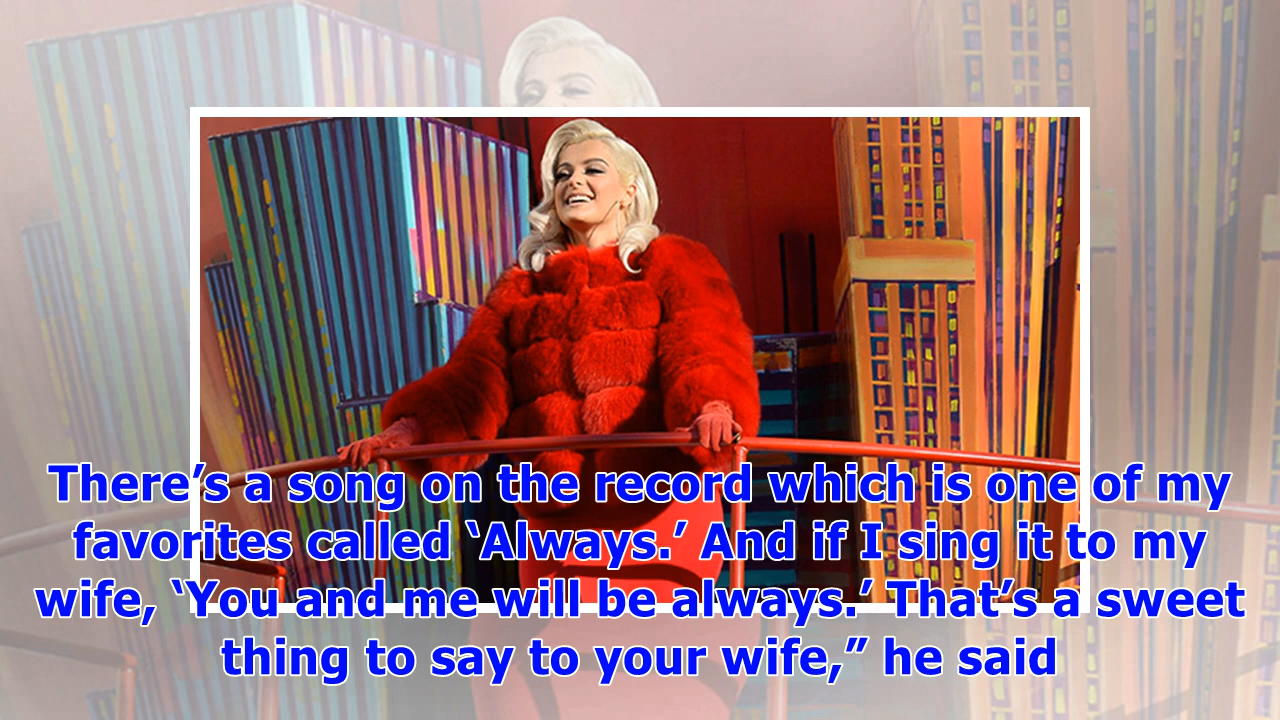 There’s a song on the record which is one of my
favorites called ‘Always.’ And if I sing it to my
wife, ‘You and me will be always.’ That’s a sweet
thing to say to your wife,” he said